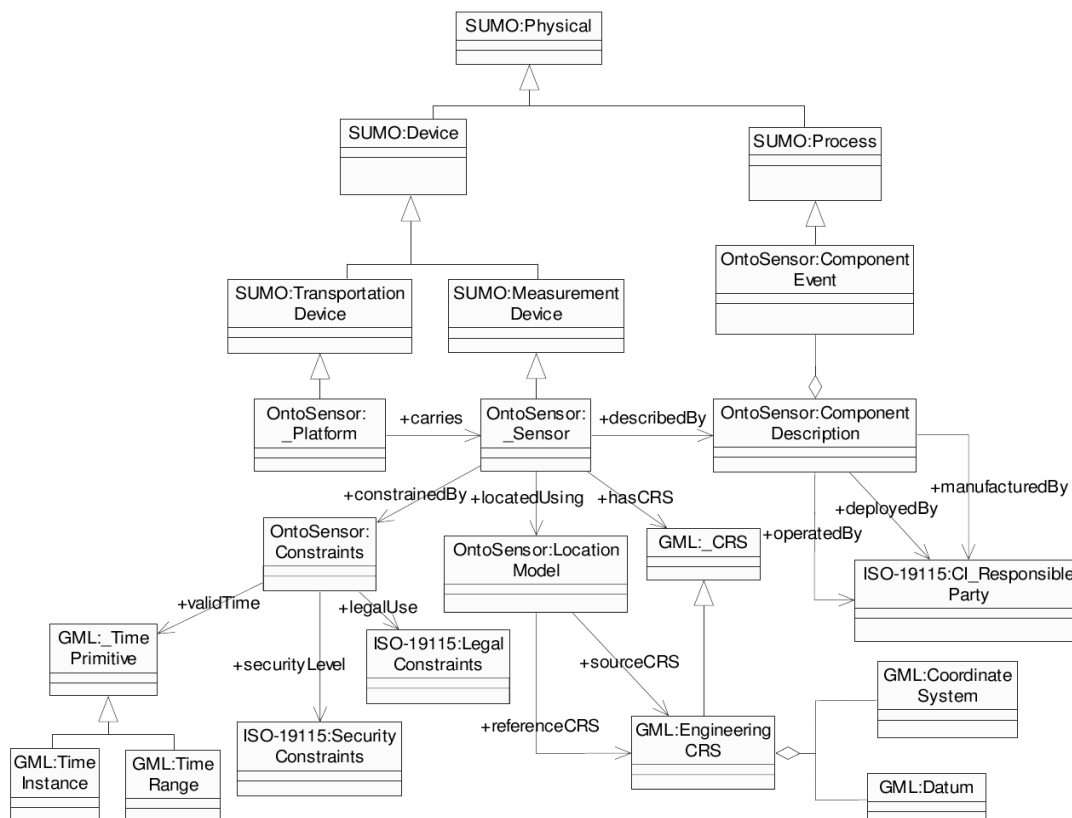 SUMO:Physical
SUMO:Device
SUMO:Process
OntoSensor:Component
Event
SUMO:Transportation
Device
SUMO:Measurement
Device
OntoSensor:
_Platform
+carries
OntoSensor:
_Sensor
+describedBy
OntoSensor:Component
Description
+constrainedBy
+locatedUsing
+hasCRS
+manufacturedBy
+deployedBy
+operatedBy
OntoSensor:
Constraints
OntoSensor:Location
Model
GML:_CRS
ISO-19115:CI_Responsible
Party
+validTime
+legalUse
GML:_Time
Primitive
ISO-19115:Legal
Constraints
+securityLevel
+sourceCRS
GML:Coordinate
System
+referenceCRS
ISO-19115:Security
Constraints
GML:Engineering
CRS
GML:Time
Instance
GML:Time
Range
GML:Datum